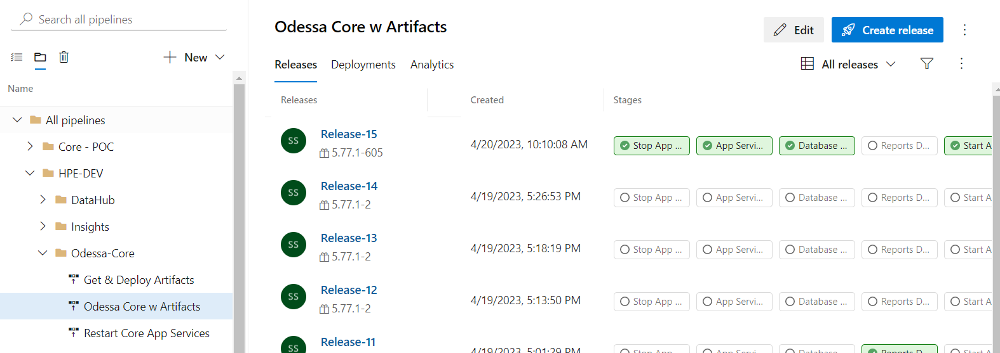 Search all pipelines
New
Name
All pipelines
Core - POC
HPE-DEV
DataHub
Insights
Odessa-Core
Get & Deploy Artifacts
Odessa Core w Artifacts
Restart Core App Services
Odessa Core w Artifacts
Edit
Create release
Releases Deployments Analytics
All releases
Releases Created Stages
SS Release-15
5.77.1-605
4/20/2023, 10:10:08 AM
Stop App ... App Servi... Database ... Reports D... Start A
SS Release-14
5.77.1-2
4/19/2023, 5:26:53 PM
Stop App ... App Servi... Database ... Reports D... Start A
SS Release-13
5.77.1-2
4/19/2023, 5:18:19 PM
Stop App ... App Servi... Database ... Reports D... Start A
SS Release-12
5.77.1-2
4/19/2023, 5:13:50 PM
Stop App ... App Servi... Database ... Reports D... Start A
SS Release-11
4/19/2023, 5:01:29 PM
Stop App ... App Servi... Database ... Reports D... Start A